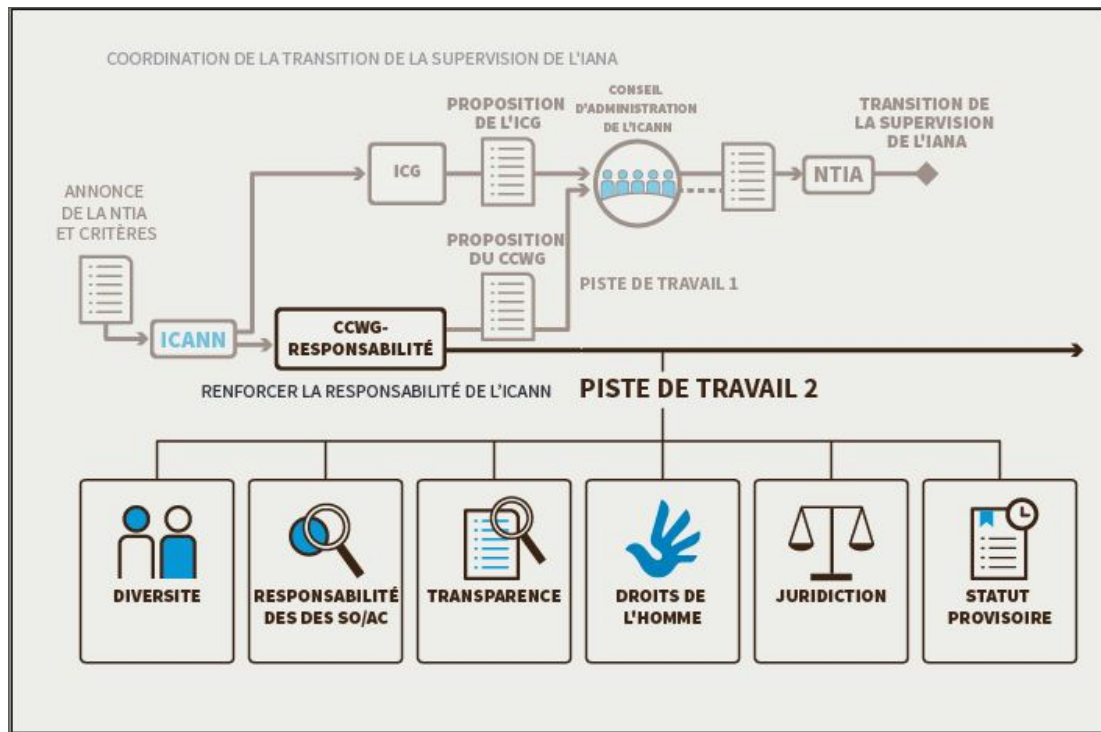 COORDINATION DE LA TRANSITION DE LA SUPERVISION DE L'IANA
ANNONCE
DE LA NTIA
ET CRITÈRES
ICANN
ICG
PROPOSITION
DE L'ICG
CONSEIL
D'ADMINISTRATION
DE L'ICANN
NTIA
TRANSITION DE
LA SUPERVISION
DE L'IANA
PROPOSITION
DU CCWG
PISTE DE TRAVAIL 1
CCWG-
RESPONSABILITÉ
RENFORCER LA RESPONSABILITÉ DE L'ICANN
PISTE DE TRAVAIL 2
DIVERSITE
RESPONSABILITÉ
DES DES SO/AC
TRANSPARENCE
DROITS DE
L'HOMME
JURIDICTION
STATUT
PROVISOIRE